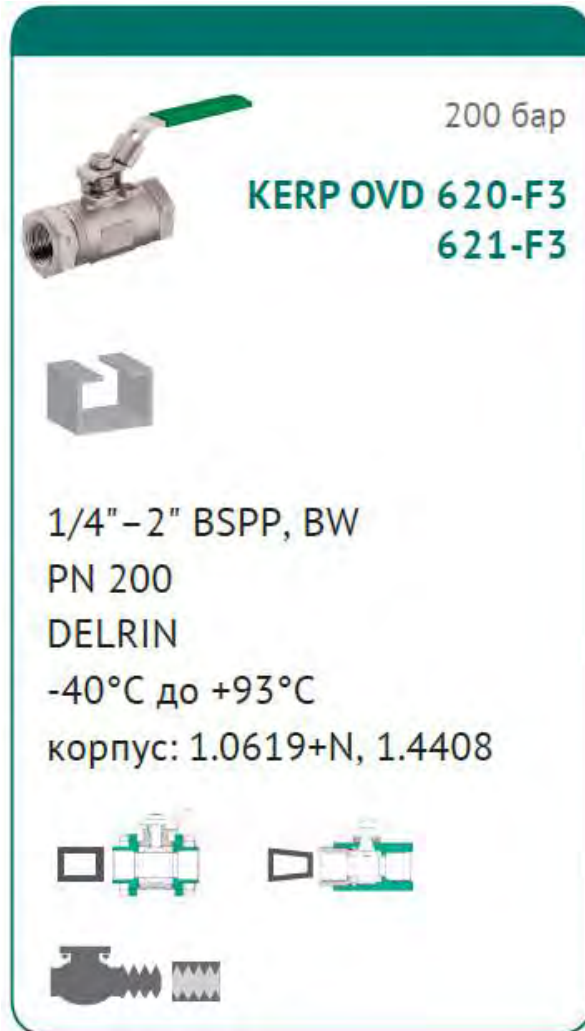 200 бар
KERP OVD 620-F3
621-F3
1/4"–2" BSPP, BW
PN 200
DELRIN
-40°C до +93°C
корпус: 1.0619+N, 1.4408